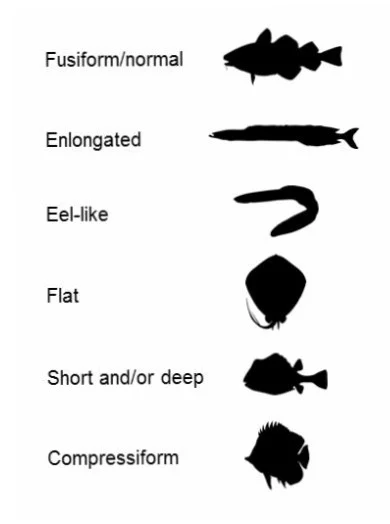 Fusiform/normal
Enlongated
Eel-like
Flat
Short and/or deep
Compressiform